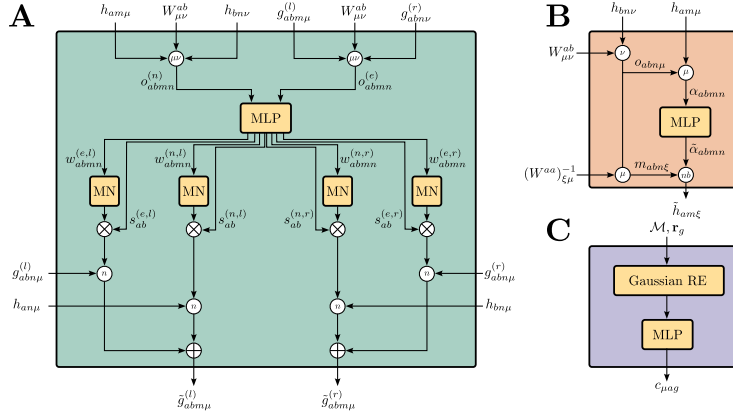 A
h_{amμ} W^{ab}_{μν} h_{bnν} g^{(l)}_{abmμ} W^{ab}_{μν} g^{(r)}_{abnν}
μν μν
o^{(n)}_{abmn} o^{(e)}_{abmn}
MLP
w^{(e,l)}_{abmn} w^{(n,l)}_{abmn} w^{(n,r)}_{abmn} w^{(e,r)}_{abmn}
MN MN MN MN
s^{(e,l)}_{ab} s^{(n,l)}_{ab} s^{(n,r)}_{ab} s^{(e,r)}_{ab}
g^{(l)}_{abnμ} n n g^{(r)}_{abnμ}
h_{anμ} n n h_{bnμ}
g̃^{(l)}_{abmμ} g̃^{(r)}_{abmμ}
B
h_{bnν} h_{amμ}
W^{ab}_{μν} ν
o_{abnμ} μ
α_{abmn}
MLP
α̃_{abmn}
(W^{aa})^{-1}_{ξμ} μ m_{abnξ} nb
h̃_{amξ}
C
ℳ, r_g
Gaussian RE
MLP
c_{μag}